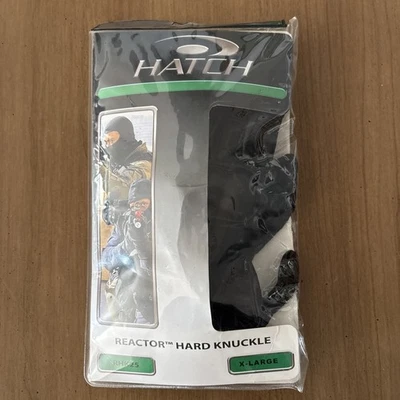 HATCH
REACTOR™ HARD KNUCKLE
X-LARGE